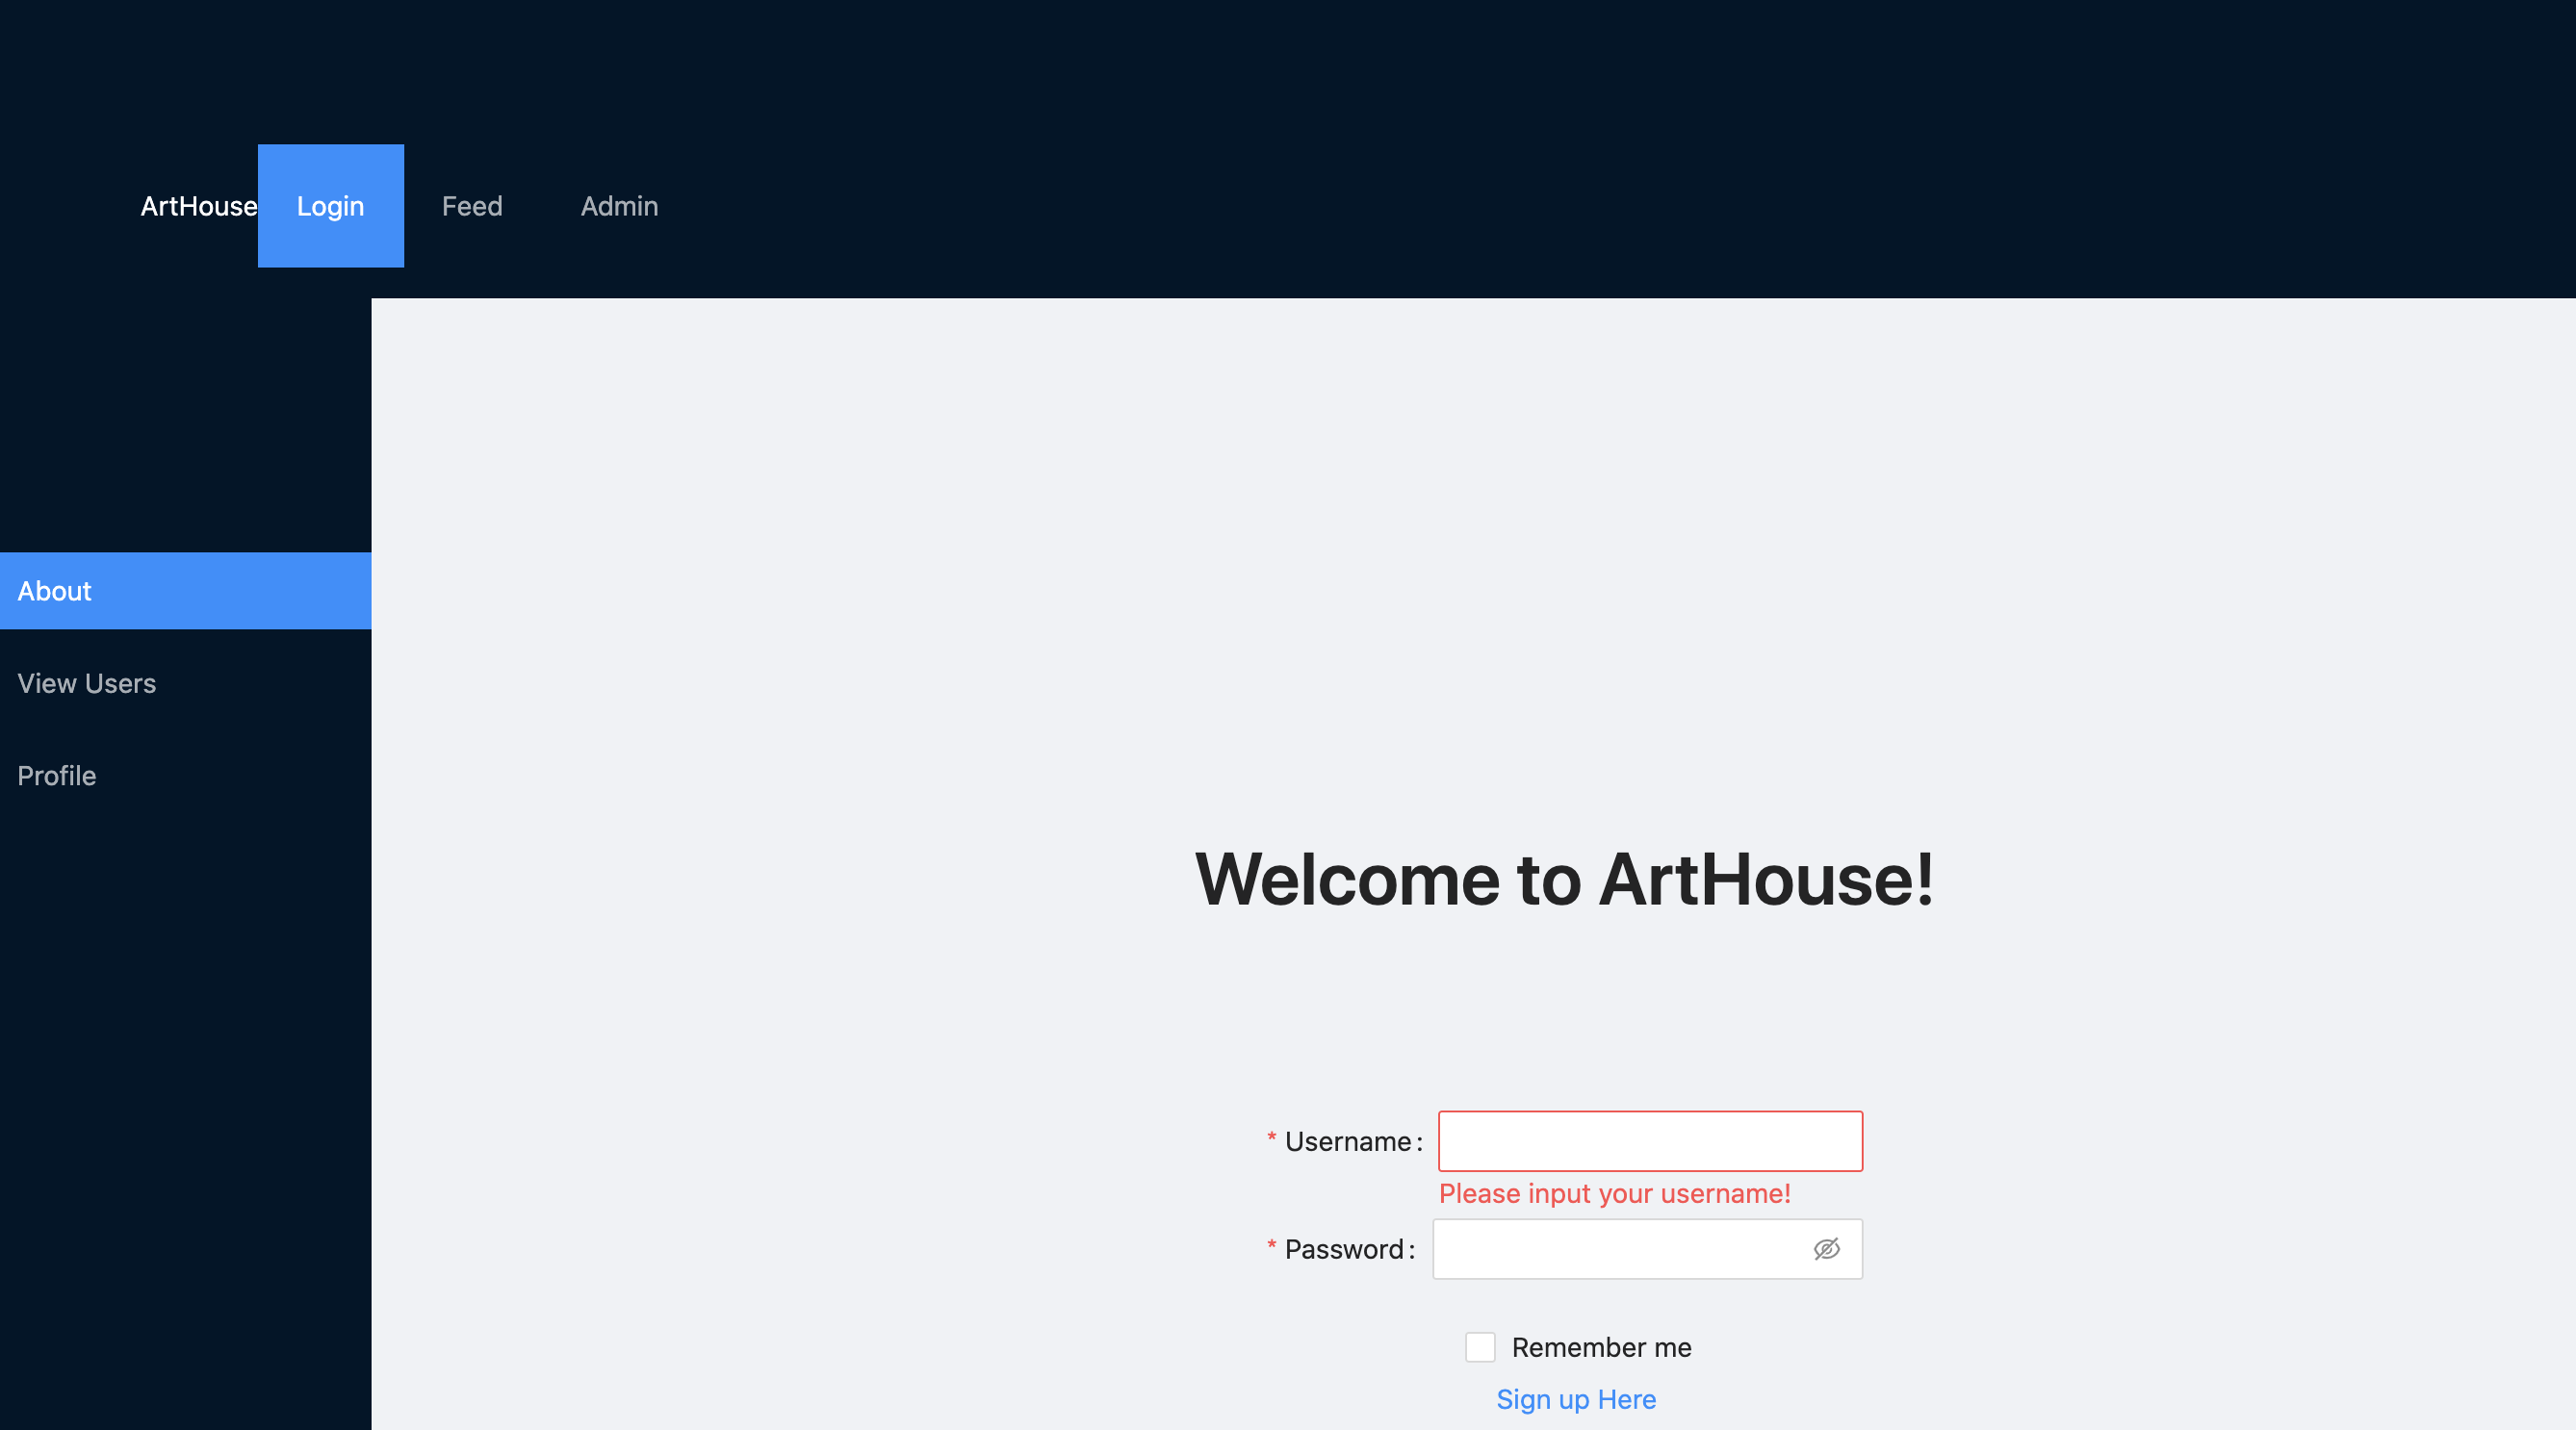 ArtHouse Login Feed Admin
About
View Users
Profile
Welcome to ArtHouse!
* Username:
Please input your username!
* Password:
Remember me
Sign up Here